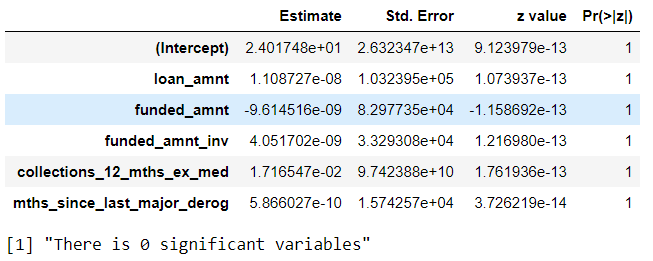 Estimate Std. Error z value Pr(>|z|)
(Intercept) 2.401748e+01 2.632347e+13 9.123979e-13 1
loan_amnt 1.108727e-08 1.032395e+05 1.073937e-13 1
funded_amnt -9.614516e-09 8.297735e+04 -1.158692e-13 1
funded_amnt_inv 4.051702e-09 3.329308e+04 1.216980e-13 1
collections_12_mths_ex_med 1.716547e-02 9.742388e+10 1.761936e-13 1
mths_since_last_major_derog 5.866027e-10 1.574257e+04 3.726219e-14 1
[1] "There is 0 significant variables"